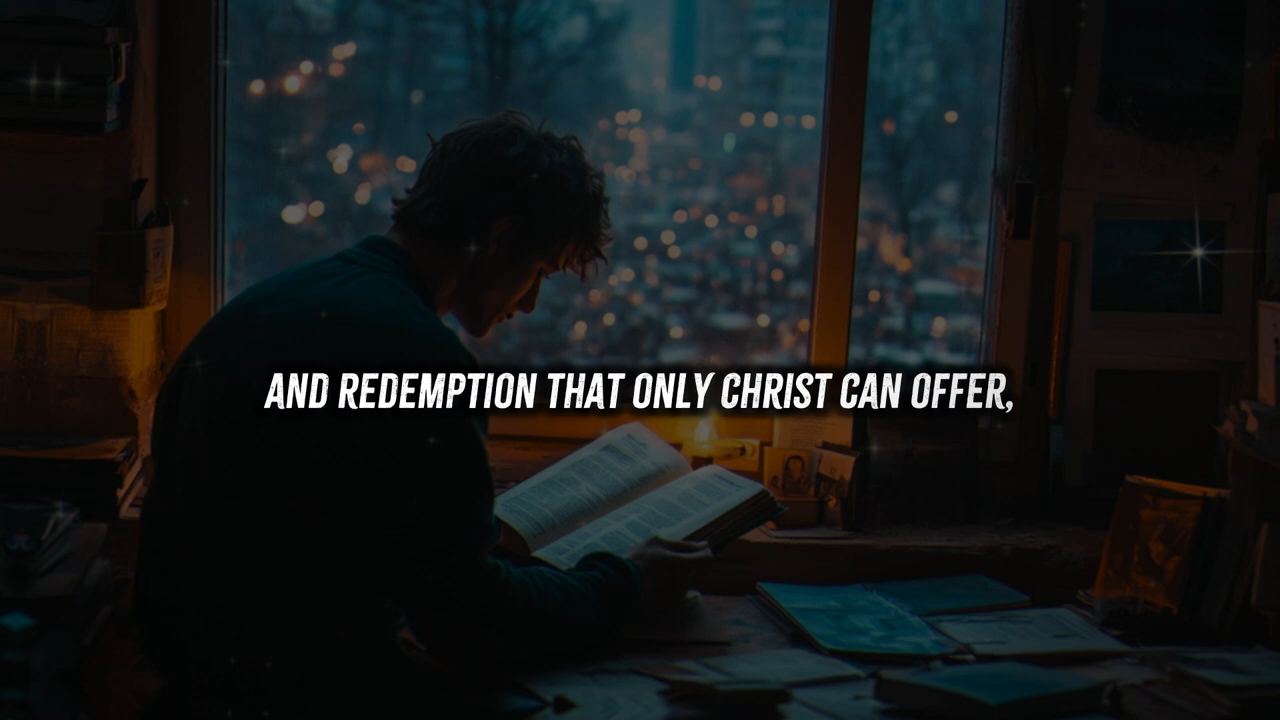 AND REDEMPTION THAT ONLY CHRIST CAN OFFER,